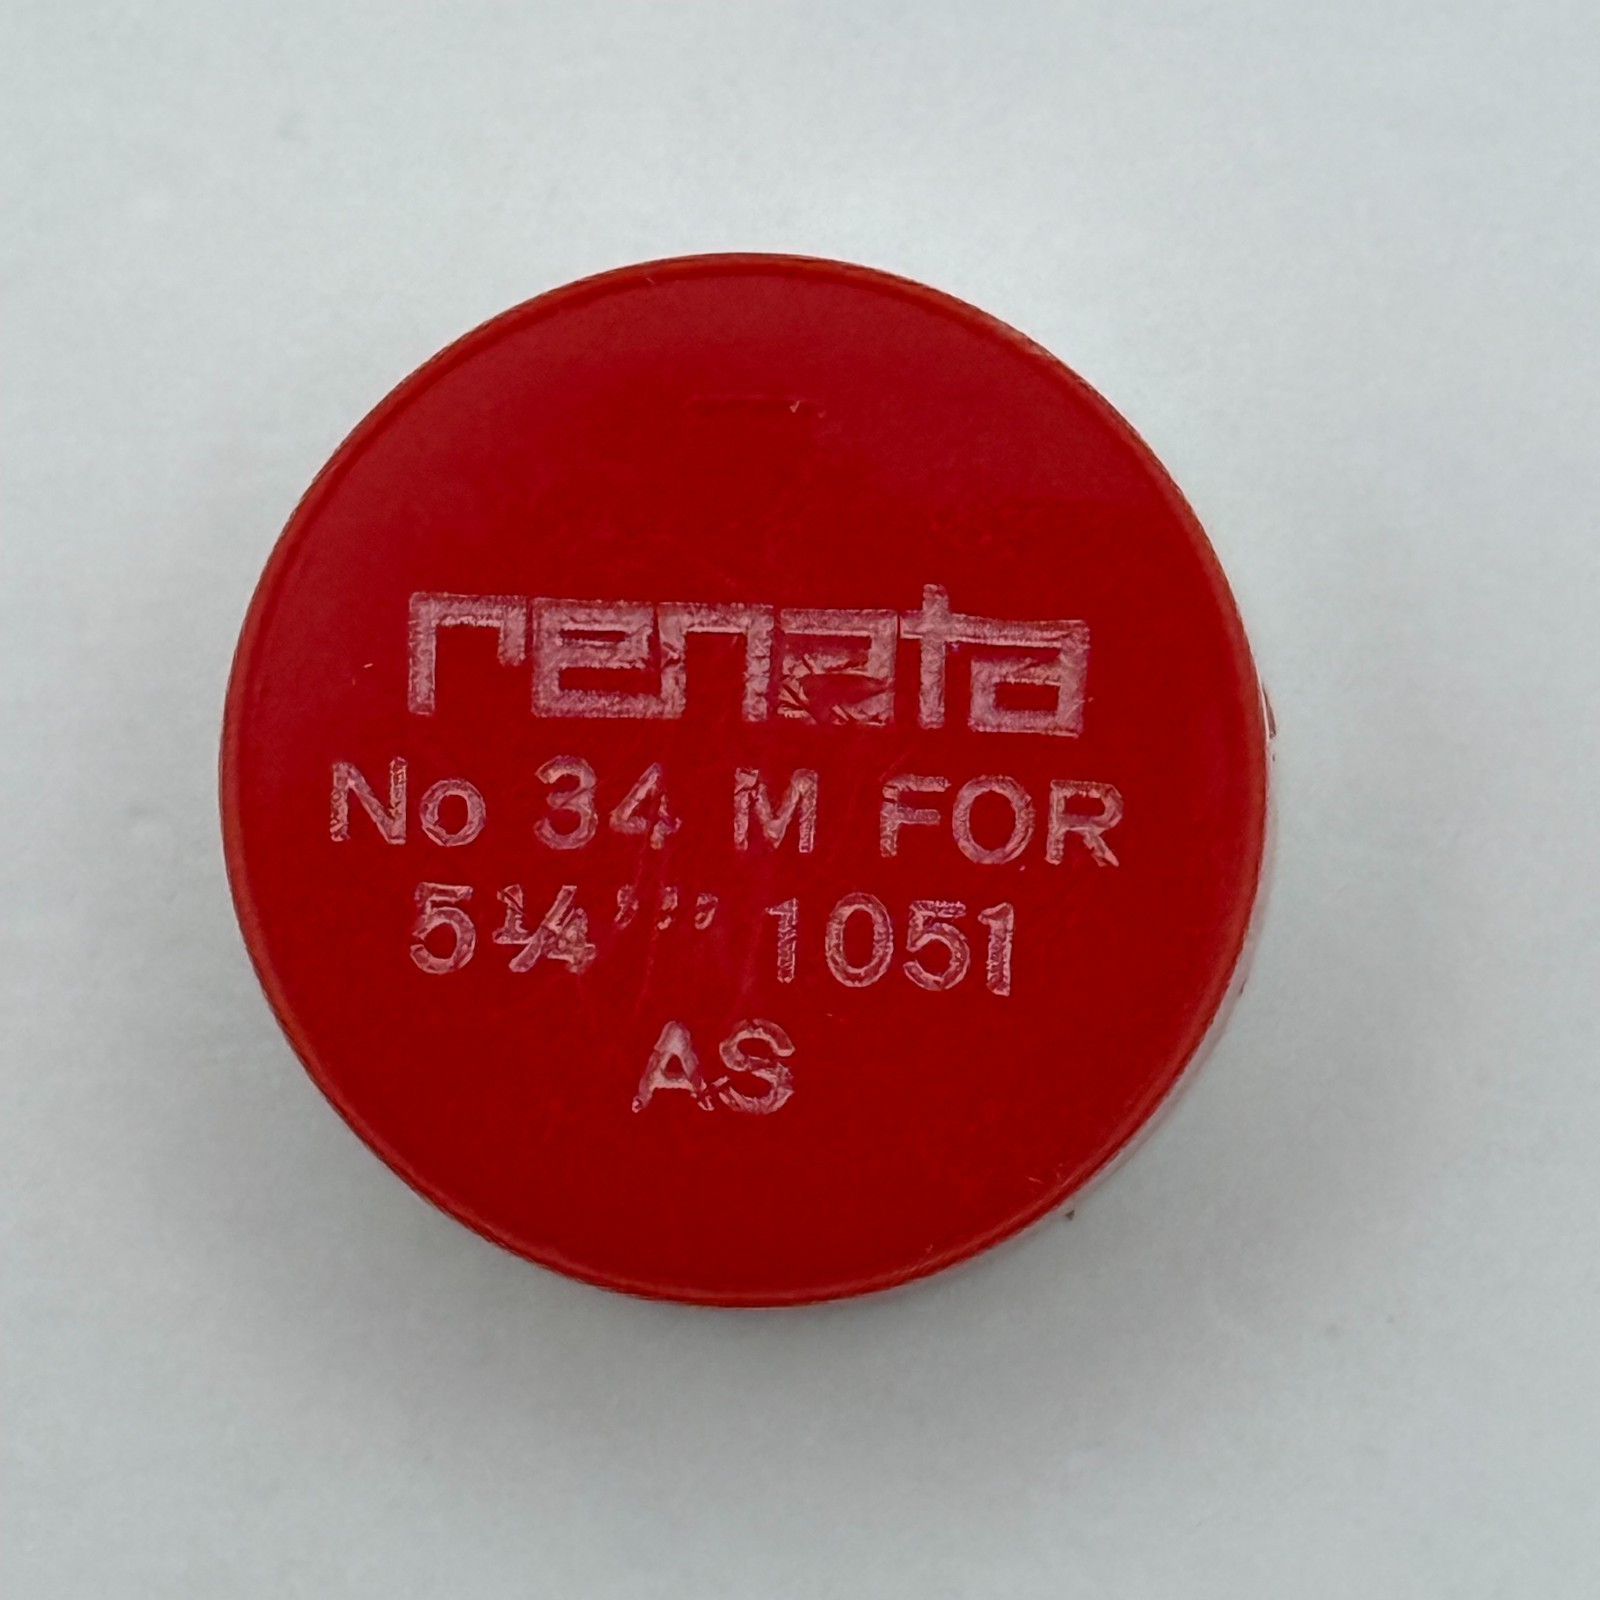 renata
No 34 M FOR
5¼''' 1051
AS